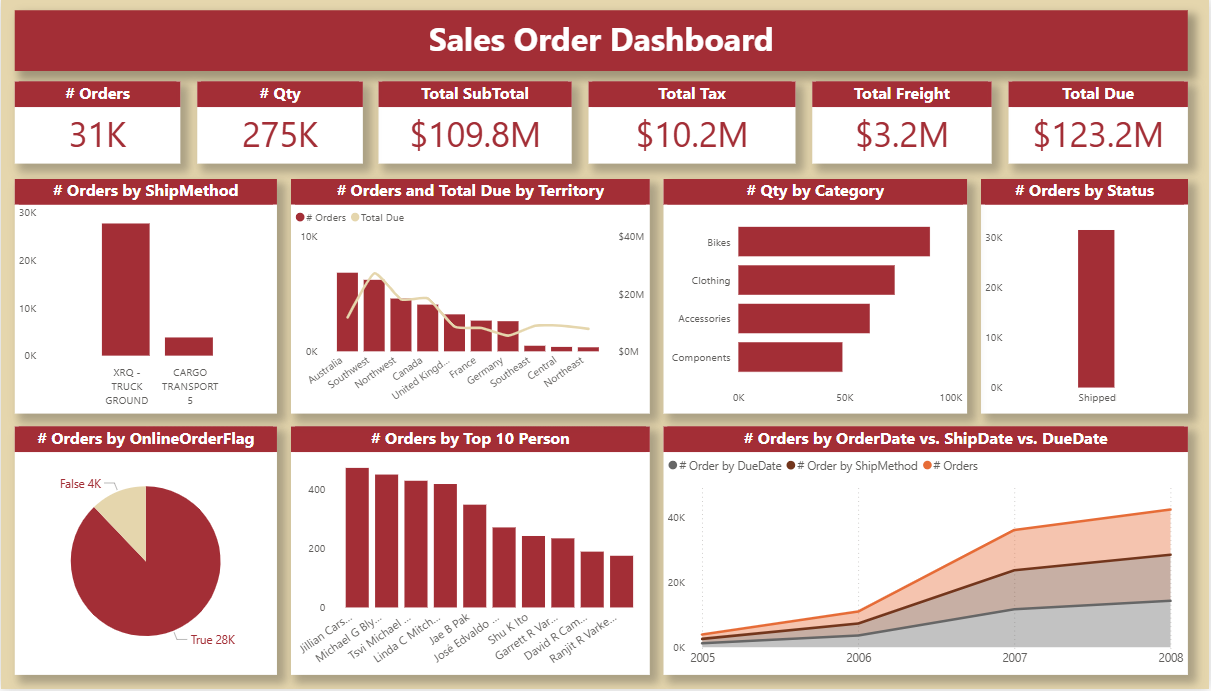 Sales Order Dashboard
# Orders
31K
# Qty
275K
Total SubTotal
$109.8M
Total Tax
$10.2M
Total Freight
$3.2M
Total Due
$123.2M
# Orders by ShipMethod
30K
20K
10K
0K
XRQ -
TRUCK
GROUND
CARGO
TRANSPORT
5
# Orders and Total Due by Territory
# Orders Total Due
10K
0K
$40M
$20M
$0M
Australia
Southwest
Northwest
Canada
United Kingd...
France
Germany
Southeast
Central
Northeast
# Qty by Category
Bikes
Clothing
Accessories
Components
0K 50K 100K
# Orders by Status
30K
20K
10K
0K
Shipped
# Orders by OnlineOrderFlag
False 4K
True 28K
# Orders by Top 10 Person
400
200
0
Jillian Cars...
Michael G Bly...
Tsvi Michael ...
Linda C Mitch...
Jae B Pak
José Edvaldo ...
Shu K Ito
Garrett R Var...
David R Cam...
Ranjit R Varke...
# Orders by OrderDate vs. ShipDate vs. DueDate
# Order by DueDate # Order by ShipMethod # Orders
40K
20K
0K
2005 2006 2007 2008